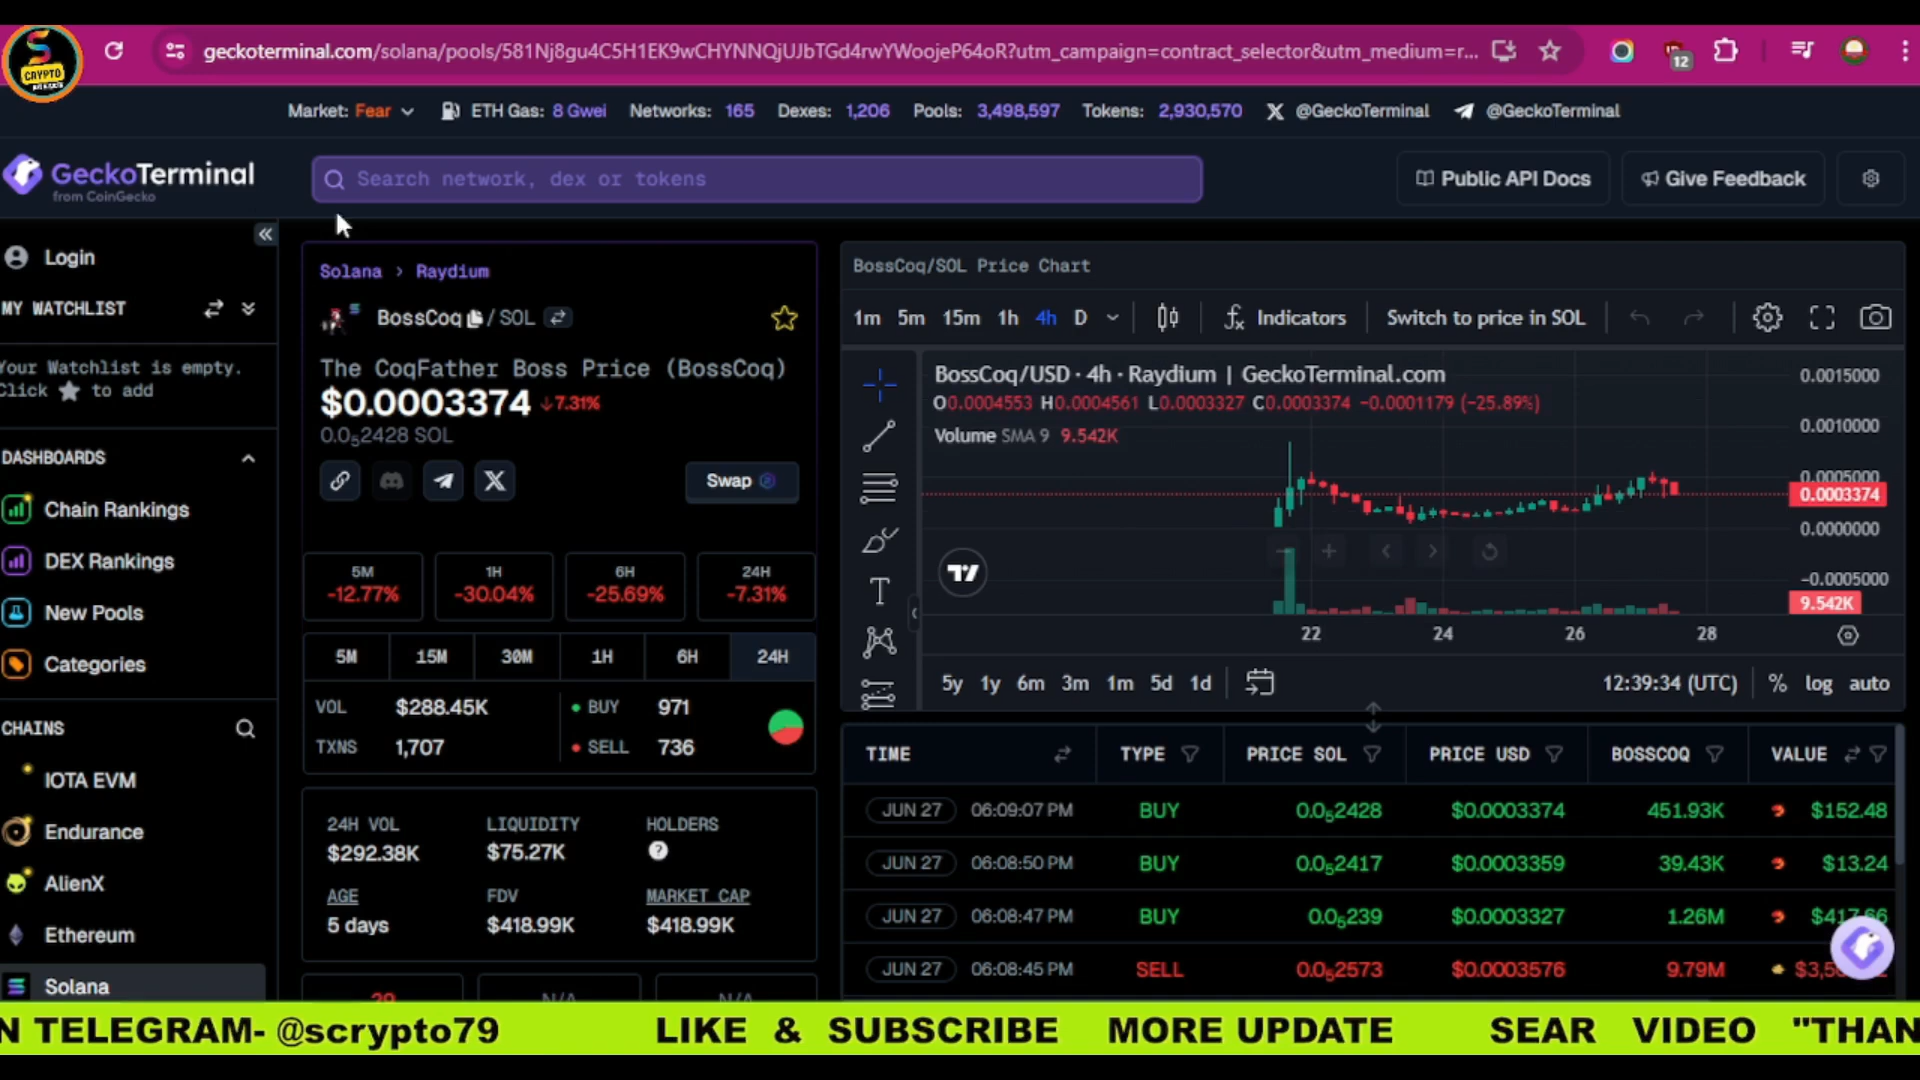 S
CRYPTO
geckoterminal.com/solana/pools/581Nj8gu4C5H1EK9wCHYNNQjUJbTGd4rwYWoojeP64oR?utm_campaign=contract_selector&utm_medium=r...
12
Market: Fear
ETH Gas: 8 Gwei
Networks: 165
Dexes: 1,206
Pools: 3,498,597
Tokens: 2,930,570
@GeckoTerminal
@GeckoTerminal
GeckoTerminal
from CoinGecko
Search network, dex or tokens
Public API Docs
Give Feedback
Login
MY WATCHLIST
Your Watchlist is empty.
Click ★ to add
DASHBOARDS
Chain Rankings
DEX Rankings
New Pools
Categories
CHAINS
IOTA EVM
Endurance
AlienX
Ethereum
Solana
Solana > Raydium
BossCoq / SOL
The CoqFather Boss Price (BossCoq)
$0.0003374 ↓7.31%
0.0₅2428 SOL
Swap
5M 1H 6H 24H
-12.77% -30.04% -25.69% -7.31%
5M 15M 30M 1H 6H 24H
VOL $288.45K BUY 971
TXNS 1,707 SELL 736
24H VOL LIQUIDITY HOLDERS
$292.38K $75.27K ?
AGE FDV MARKET CAP
5 days $418.99K $418.99K
BossCoq/SOL Price Chart
1m 5m 15m 1h 4h D
Indicators
Switch to price in SOL
BossCoq/USD · 4h · Raydium | GeckoTerminal.com
O0.0004553 H0.0004561 L0.0003327 C0.0003374 −0.0001179 (−25.89%)
Volume SMA 9 9.542K
0.0015000
0.0010000
0.0005000
0.0003374
0.0000000
−0.0005000
9.542K
22 24 26 28
5y 1y 6m 3m 1m 5d 1d
12:39:34 (UTC) % log auto
TIME TYPE PRICE SOL PRICE USD BOSSCOQ VALUE
JUN 27 06:09:07 PM BUY 0.0₅2428 $0.0003374 451.93K $152.48
JUN 27 06:08:50 PM BUY 0.0₅2417 $0.0003359 39.43K $13.24
JUN 27 06:08:47 PM BUY 0.0₅239 $0.0003327 1.26M $417.66
JUN 27 06:08:45 PM SELL 0.0₅2573 $0.0003576 9.79M
N TELEGRAM- @scrypto79 LIKE & SUBSCRIBE MORE UPDATE SEAR VIDEO "THAN